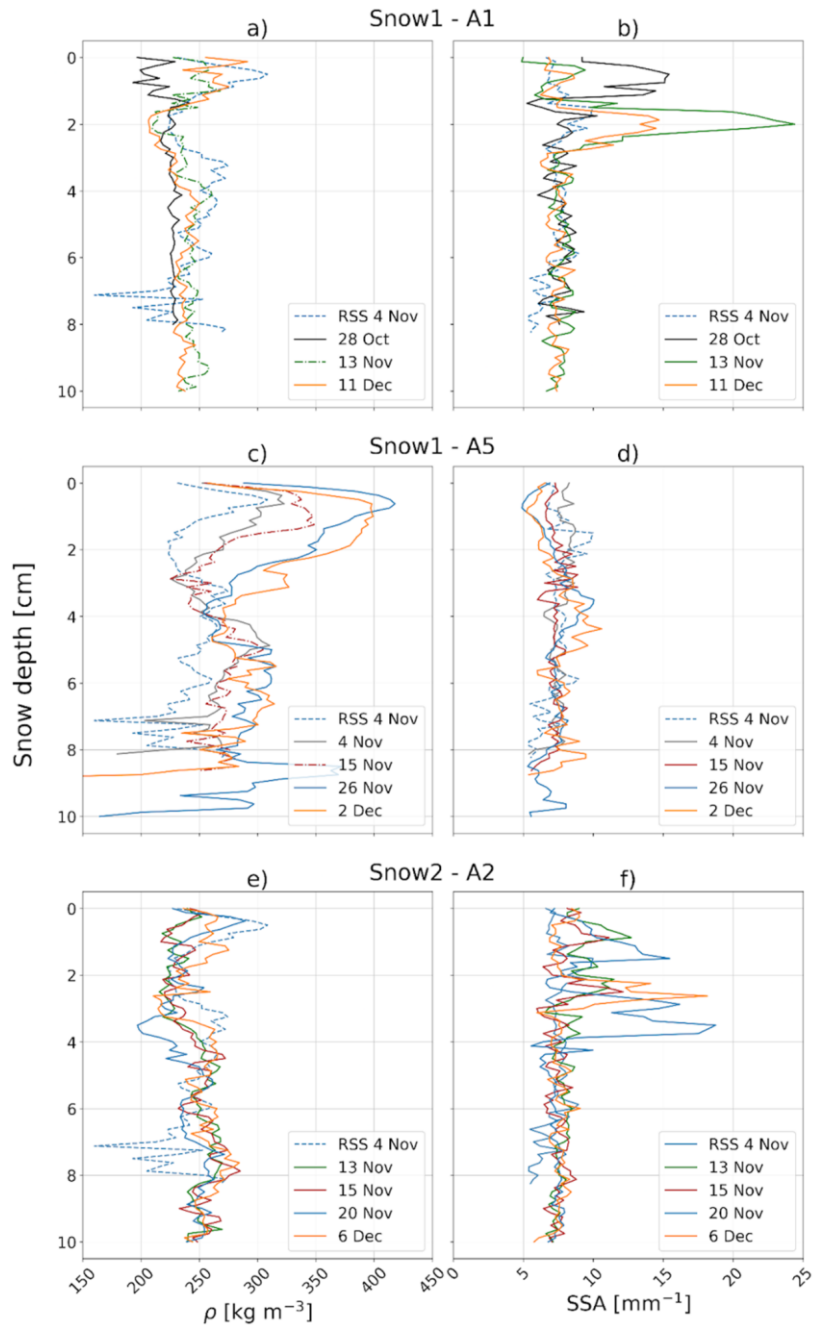 Snow1 - A1
a)
b)
0
2
4
6
8
10
RSS 4 Nov
28 Oct
13 Nov
11 Dec
RSS 4 Nov
28 Oct
13 Nov
11 Dec
Snow1 - A5
c)
d)
Snow depth [cm]
0
2
4
6
8
10
RSS 4 Nov
4 Nov
15 Nov
26 Nov
2 Dec
RSS 4 Nov
4 Nov
15 Nov
26 Nov
2 Dec
Snow2 - A2
e)
f)
0
2
4
6
8
10
RSS 4 Nov
13 Nov
15 Nov
20 Nov
6 Dec
RSS 4 Nov
13 Nov
15 Nov
20 Nov
6 Dec
150 200 250 300 350 400 450
0 5 10 15 20 25
ρ [kg m⁻³]
SSA [mm⁻¹]